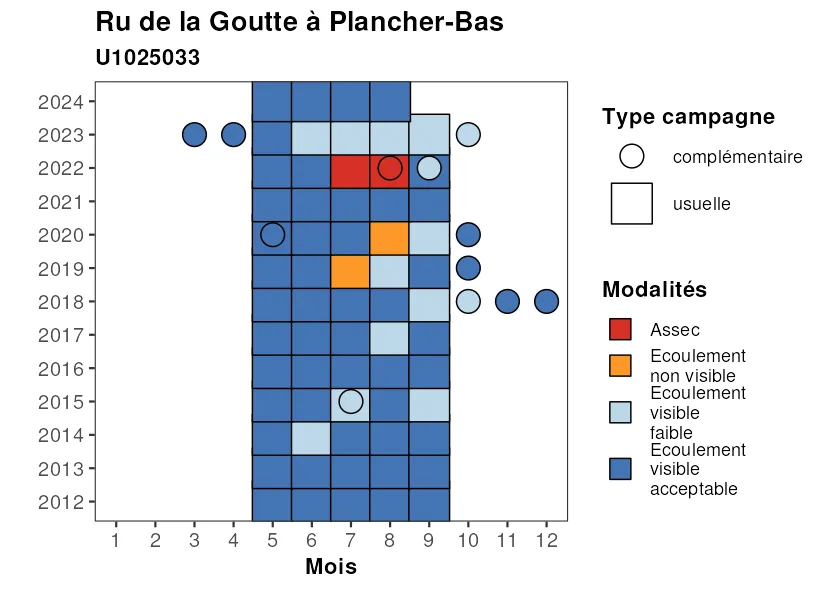 Ru de la Goutte à Plancher-Bas
U1025033
2024
2023
2022
2021
2020
2019
2018
2017
2016
2015
2014
2013
2012
1 2 3 4 5 6 7 8 9 10 11 12
Mois
Type campagne
complémentaire
usuelle
Modalités
Assec
Ecoulement
non visible
Ecoulement
visible
faible
Ecoulement
visible
acceptable